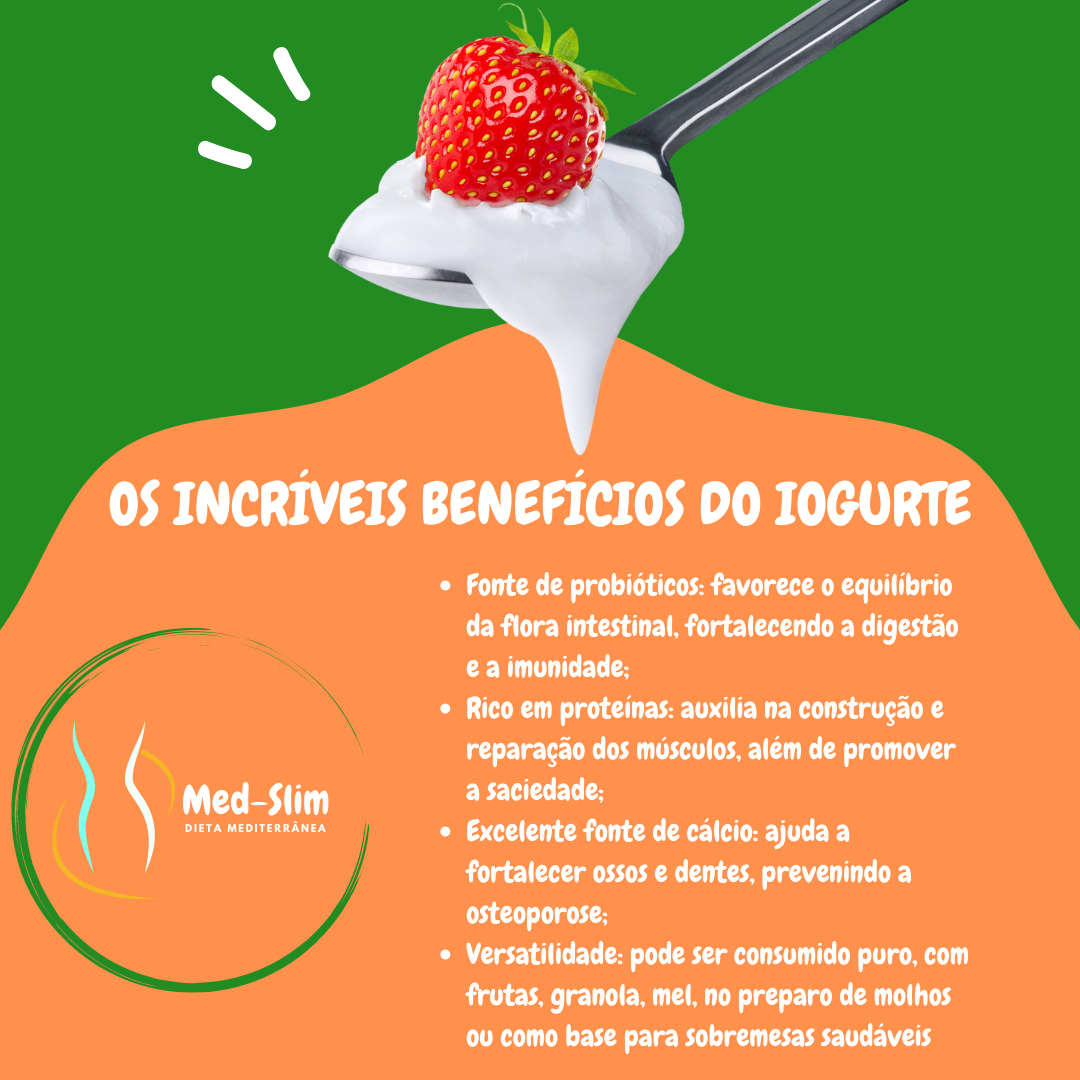 OS INCRÍVEIS BENEFÍCIOS DO IOGURTE
• Fonte de probióticos: favorece o equilíbrio
da flora intestinal, fortalecendo a digestão
e a imunidade;
• Rico em proteínas: auxilia na construção e
reparação dos músculos, além de promover
a saciedade;
• Excelente fonte de cálcio: ajuda a
fortalecer ossos e dentes, prevenindo a
osteoporose;
• Versatilidade: pode ser consumido puro, com
frutas, granola, mel, no preparo de molhos
ou como base para sobremesas saudáveis
Med-Slim
DIETA MEDITERRÂNEA